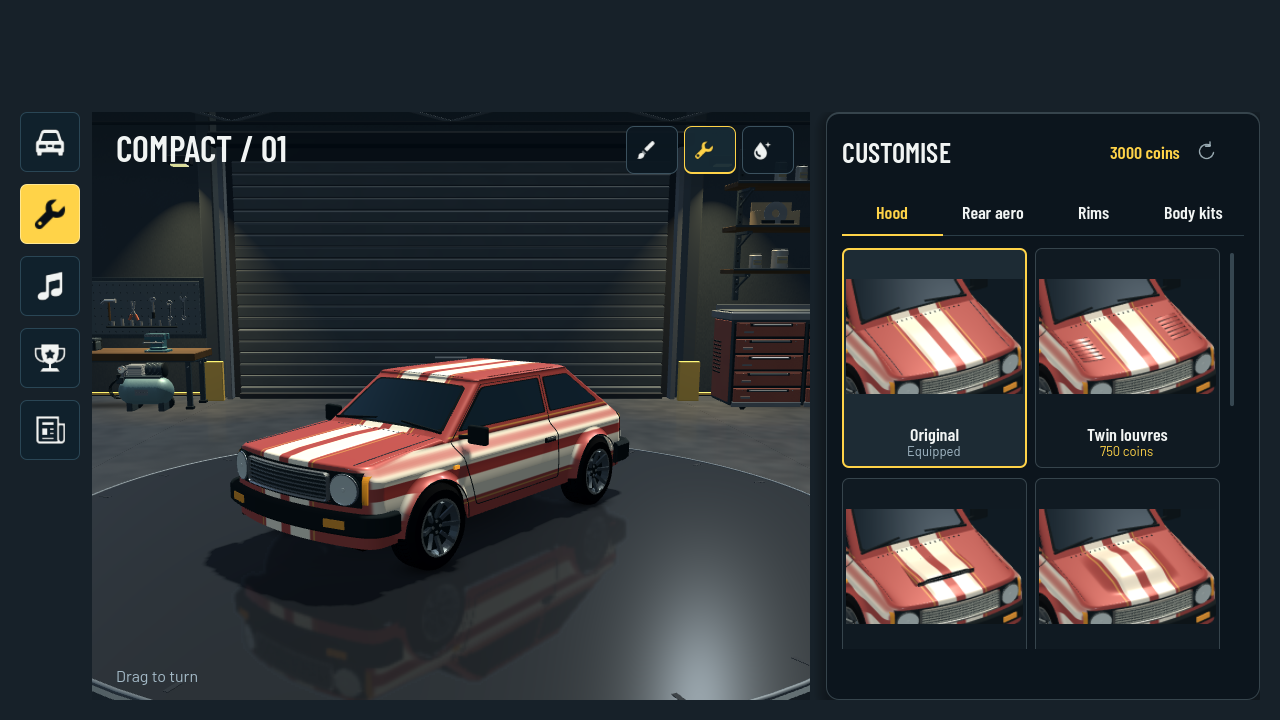 COMPACT / 01
CUSTOMISE
3000 coins
Hood
Rear aero
Rims
Body kits
Original
Equipped
Twin louvres
750 coins
Drag to turn